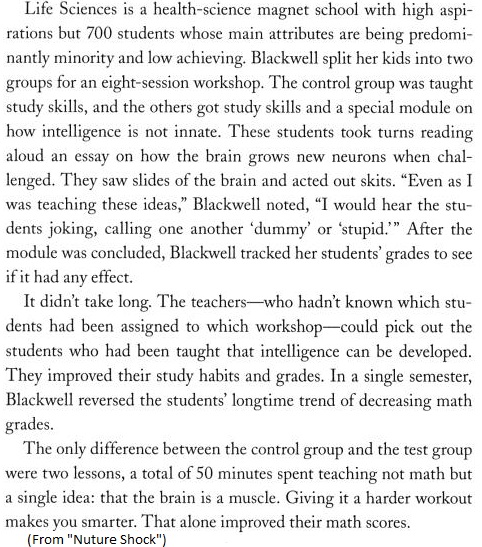 Life Sciences is a health-science magnet school with high aspi-
rations but 700 students whose main attributes are being predomi-
nantly minority and low achieving. Blackwell split her kids into two
groups for an eight-session workshop. The control group was taught
study skills, and the others got study skills and a special module on
how intelligence is not innate. These students took turns reading
aloud an essay on how the brain grows new neurons when chal-
lenged. They saw slides of the brain and acted out skits. “Even as I
was teaching these ideas,” Blackwell noted, “I would hear the stu-
dents joking, calling one another ‘dummy’ or ‘stupid.’” After the
module was concluded, Blackwell tracked her students’ grades to see
if it had any effect.
It didn’t take long. The teachers—who hadn’t known which stu-
dents had been assigned to which workshop—could pick out the
students who had been taught that intelligence can be developed.
They improved their study habits and grades. In a single semester,
Blackwell reversed the students’ longtime trend of decreasing math
grades.
The only difference between the control group and the test group
were two lessons, a total of 50 minutes spent teaching not math but
a single idea: that the brain is a muscle. Giving it a harder workout
makes you smarter. That alone improved their math scores.
(From "Nuture Shock")